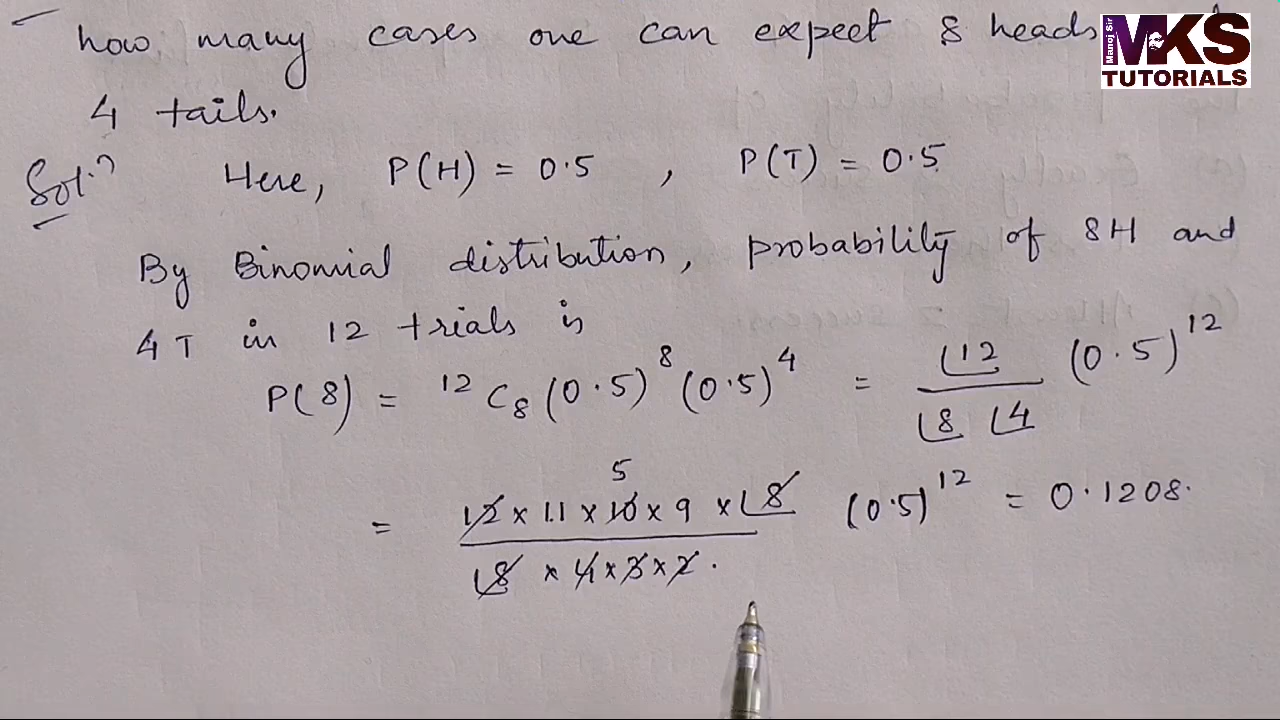 how many cases one can expect 8 heads
4 tails.
Manoj Sir
MKS
TUTORIALS
Sol.ⁿ Here, P(H) = 0.5 , P(T) = 0.5
By Binomial distribution, probability of 8H and
4T in 12 trials is
P(8) = ¹²C₈ (0.5)⁸ (0.5)⁴ = ∟12 / ∟8 ∟4 (0.5)¹²
5
= 12 × 11 × 10 × 9 × ∟8 / ∟8 × 4 × 3 × 2 . (0.5)¹² = 0.1208.